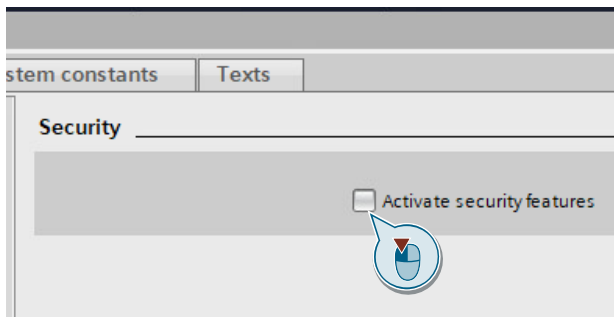 stem constants
Texts
Security
Activate security features